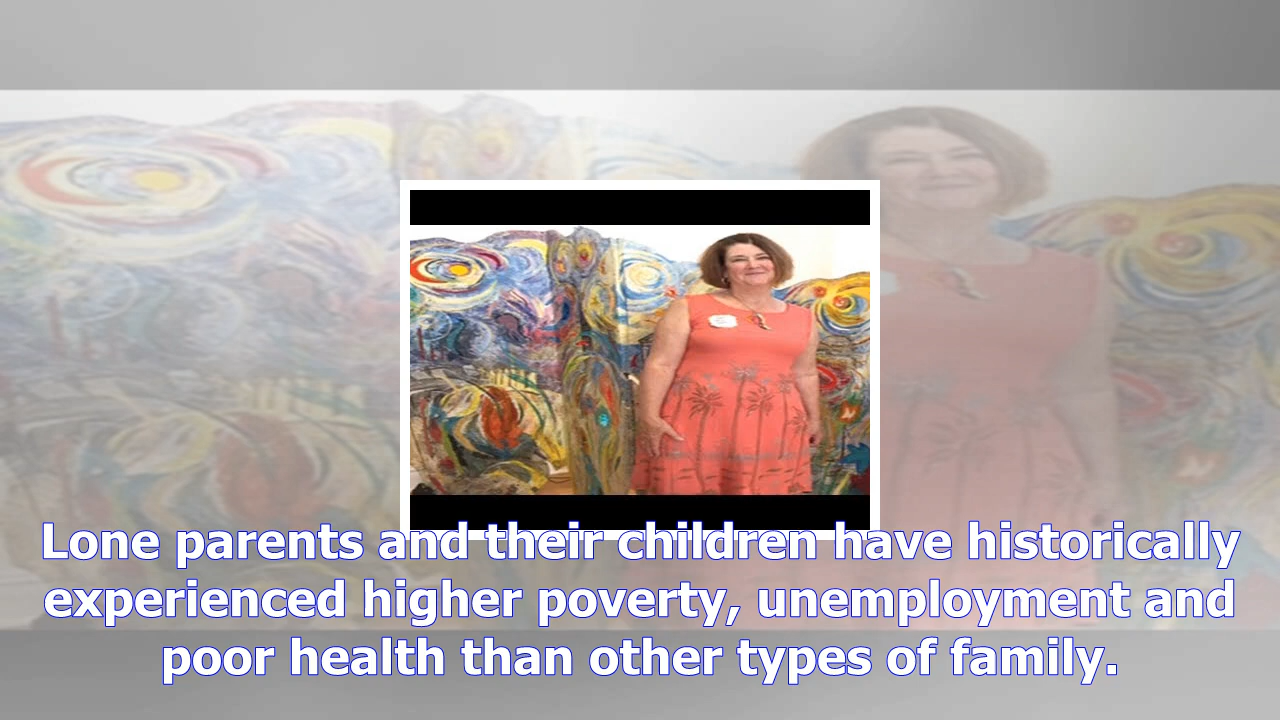 Lone parents and their children have historically
experienced higher poverty, unemployment and
poor health than other types of family.